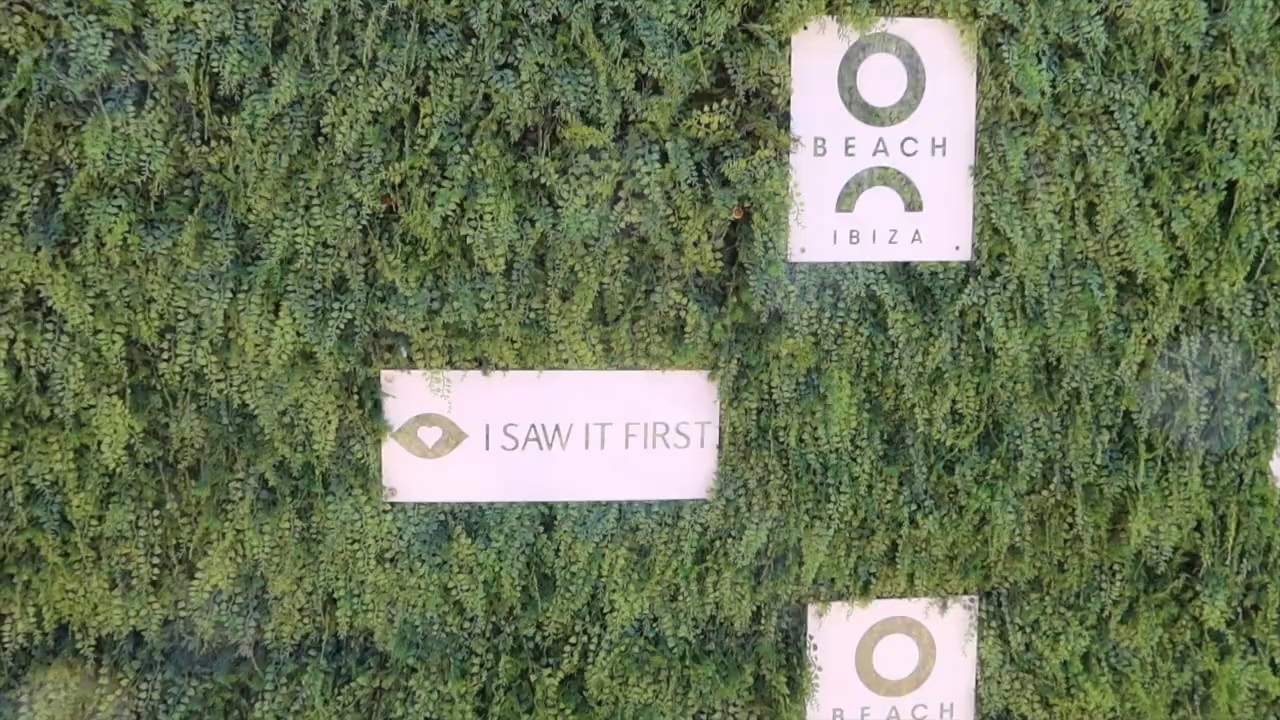 O
BEACH
IBIZA
I SAW IT FIRST
O
BEACH